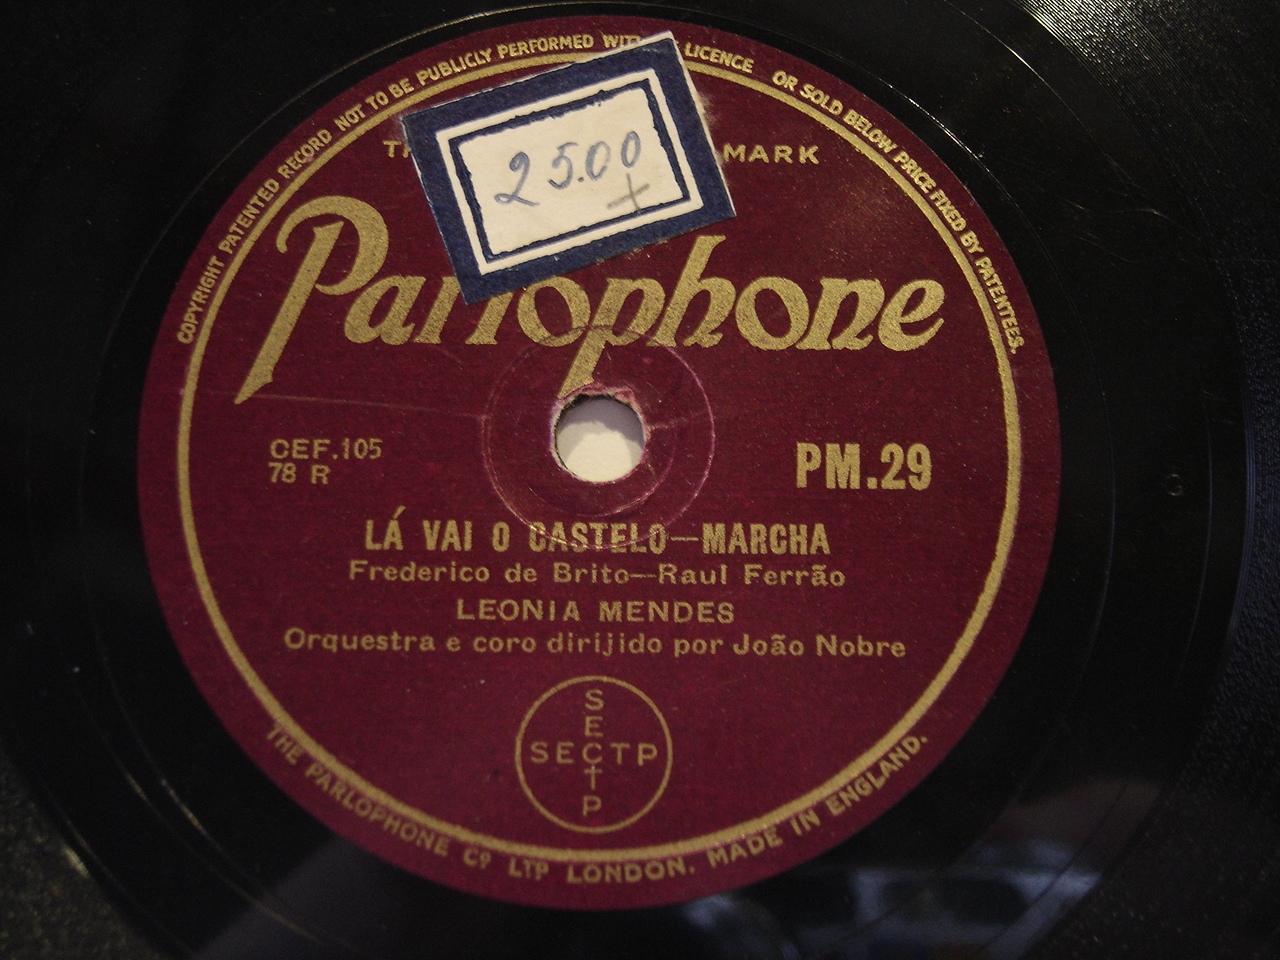 COPYRIGHT PATENTED RECORD NOT TO BE PUBLICLY PERFORMED LICENCE OR SOLD BELOW PRICE FIXED BY PATENTEES.
MARK
25.00
Parlophone
CEF.105
78 R
PM.29
LÁ VAI O CASTELO—MARCHA
Frederico de Brito—Raul Ferrão
LEONIA MENDES
Orquestra e coro dirijido por João Nobre
SECTP
SECTP
THE PARLOPHONE Cº LTD LONDON. MADE IN ENGLAND.